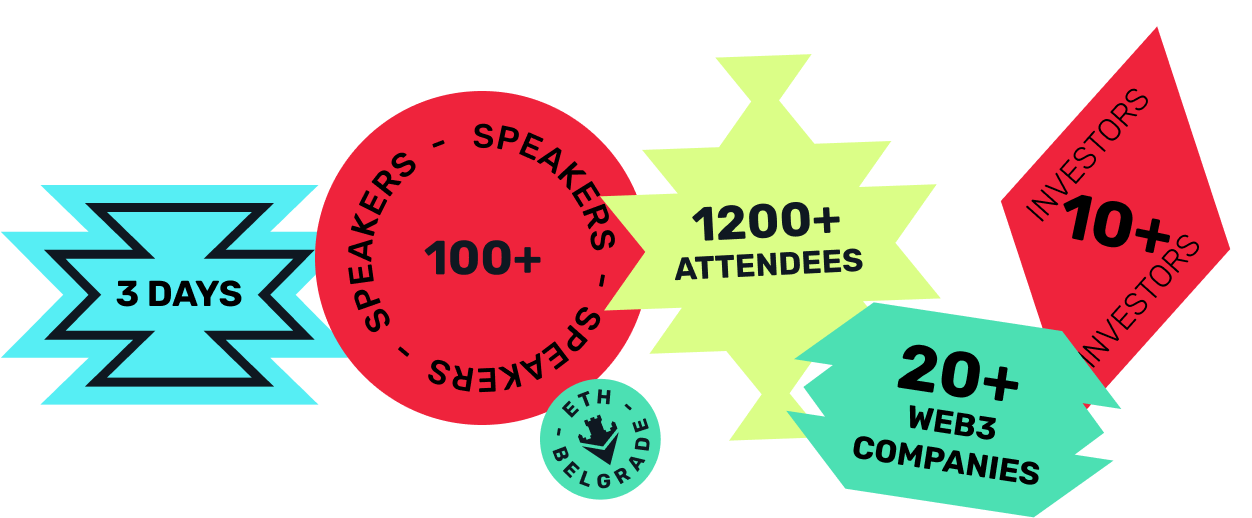 3 DAYS
SPEAKERS - SPEAKERS - SPEAKERS -
100+
1200+
ATTENDEES
INVESTORS
10+
INVESTORS
20+
WEB3
COMPANIES
- ETH -
BELGRADE